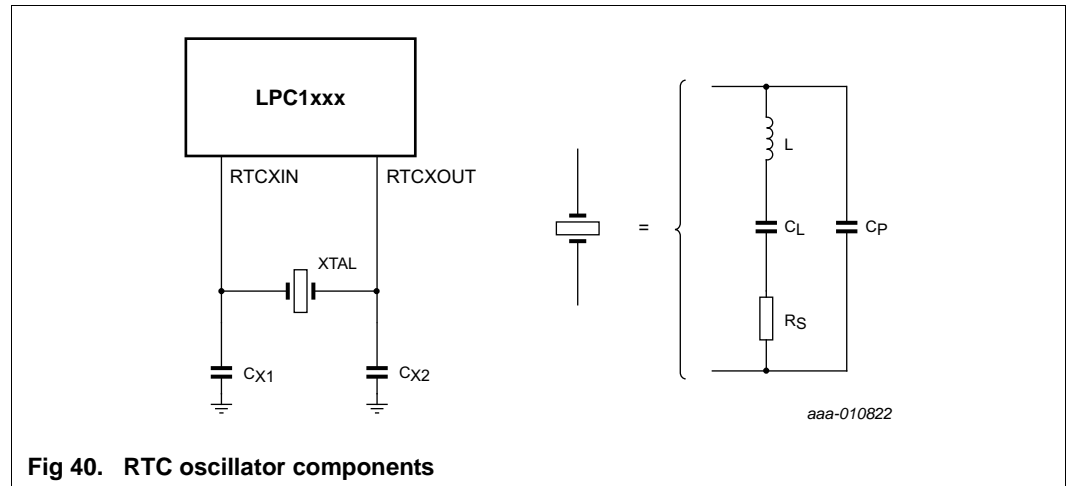 LPC1xxx
RTCXIN RTCXOUT
XTAL
CX1 CX2
=
L
CL CP
RS
aaa-010822
Fig 40. RTC oscillator components